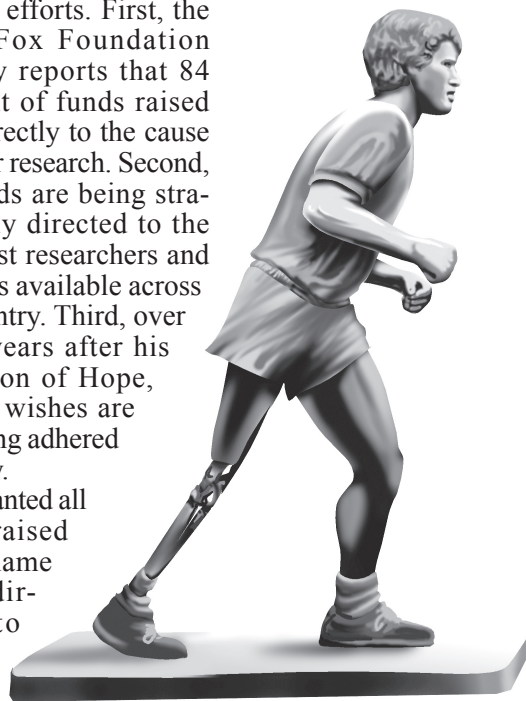 efforts. First, the
Fox Foundation
y reports that 84
t of funds raised
rectly to the cause
r research. Second,
ds are being stra-
y directed to the
st researchers and
s available across
ntry. Third, over
years after his
on of Hope,
wishes are
ng adhered
y.
anted all
raised
ame
dir-
to